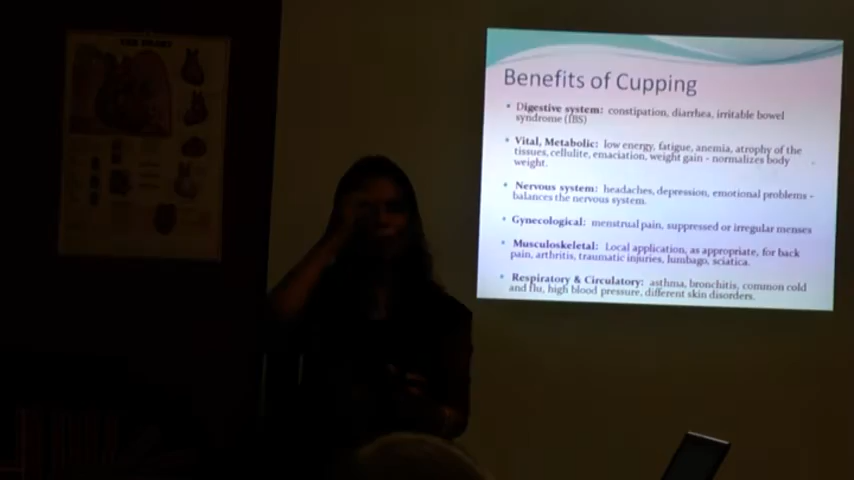 THE HEART
Benefits of Cupping
• Digestive system: constipation, diarrhea, irritable bowel
syndrome (IBS)
• Vital, Metabolic: low energy, fatigue, anemia, atrophy of the
tissues, cellulite, emaciation, weight gain - normalizes body
weight.
• Nervous system: headaches, depression, emotional problems -
balances the nervous system.
• Gynecological: menstrual pain, suppressed or irregular menses
• Musculoskeletal: Local application, as appropriate, for back
pain, arthritis, traumatic injuries, lumbago, sciatica.
• Respiratory & Circulatory: asthma, bronchitis, common cold
and flu, high blood pressure, different skin disorders.